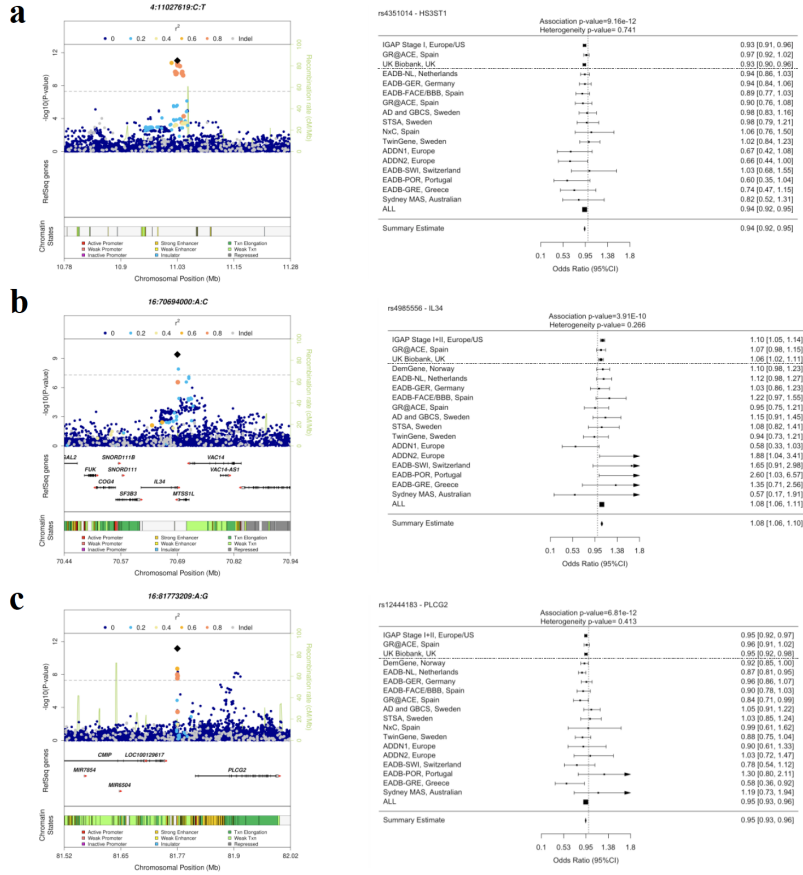 a
4:11027619:C:T
r²
0 0.2 0.4 0.6 0.8 Indel
12
8
4
0
-log10(P-value)
100
80
60
40
20
0
Recombination rate (cM/Mb)
RefSeq genes
Chromatin States
Active Promoter Strong Enhancer Txn Elongation
Weak Promoter Weak Enhancer Weak Txn
Inactive Promoter Insulator Repressed
10.78 10.9 11.03 11.15 11.28
Chromosomal Position (Mb)
rs4351014 - HS3ST1
Association p-value=9.16e-12
Heterogeneity p-value= 0.741
IGAP Stage I, Europe/US 0.93 [0.91, 0.96]
GR@ACE, Spain 0.97 [0.92, 1.02]
UK Biobank, UK 0.93 [0.90, 0.96]
EADB-NL, Netherlands 0.94 [0.86, 1.03]
EADB-GER, Germany 0.94 [0.84, 1.06]
EADB-FACE/BBB, Spain 0.89 [0.77, 1.03]
GR@ACE, Spain 0.90 [0.76, 1.08]
AD and GBCS, Sweden 0.98 [0.83, 1.16]
STSA, Sweden 0.98 [0.79, 1.21]
NxC, Spain 1.06 [0.76, 1.50]
TwinGene, Sweden 1.02 [0.84, 1.23]
ADDN1, Europe 0.67 [0.42, 1.08]
ADDN2, Europe 0.66 [0.44, 1.00]
EADB-SWI, Switzerland 1.03 [0.68, 1.55]
EADB-POR, Portugal 0.60 [0.35, 1.04]
EADB-GRE, Greece 0.74 [0.47, 1.15]
Sydney MAS, Australian 0.82 [0.52, 1.31]
ALL 0.94 [0.92, 0.95]
Summary Estimate 0.94 [0.92, 0.95]
0.1 0.53 0.95 1.38 1.8
Odds Ratio (95%CI)
b
16:70694000:A:C
r²
0 0.2 0.4 0.6 0.8 Indel
9
6
3
0
-log10(P-value)
100
80
60
40
20
0
Recombination rate (cM/Mb)
RefSeq genes
GAL2 SNORD111B VAC14
FUK SNORD111 VAC14-AS1
COG4 IL34
SF3B3 MTSS1L
Chromatin States
Active Promoter Strong Enhancer Txn Elongation
Weak Promoter Weak Enhancer Weak Txn
Inactive Promoter Insulator Repressed
70.44 70.57 70.69 70.82 70.94
Chromosomal Position (Mb)
rs4985556 - IL34
Association p-value=3.91E-10
Heterogeneity p-value = 0.266
IGAP Stage I+II, Europe/US 1.10 [1.05, 1.14]
GR@ACE, Spain 1.07 [0.98, 1.15]
UK Biobank, UK 1.06 [1.02, 1.11]
DemGene, Norway 1.10 [0.98, 1.23]
EADB-NL, Netherlands 1.12 [0.98, 1.27]
EADB-GER, Germany 1.03 [0.86, 1.23]
EADB-FACE/BBB, Spain 1.22 [0.97, 1.55]
GR@ACE, Spain 0.95 [0.75, 1.21]
AD and GBCS, Sweden 1.15 [0.91, 1.45]
STSA, Sweden 1.08 [0.82, 1.41]
TwinGene, Sweden 0.94 [0.73, 1.21]
ADDN1, Europe 0.58 [0.33, 1.03]
ADDN2, Europe 1.88 [1.04, 3.41]
EADB-SWI, Switzerland 1.65 [0.91, 2.98]
EADB-POR, Portugal 2.60 [1.03, 6.57]
EADB-GRE, Greece 1.35 [0.71, 2.56]
Sydney MAS, Australian 0.57 [0.17, 1.91]
ALL 1.08 [1.06, 1.11]
Summary Estimate 1.08 [1.06, 1.10]
0.1 0.53 0.95 1.38 1.8
Odds Ratio (95%CI)
c
16:81773209:A:G
r²
0 0.2 0.4 0.6 0.8 Indel
12
8
4
0
-log10(P-value)
100
80
60
40
20
0
Recombination rate (cM/Mb)
RefSeq genes
CMIP LOC100129617
MIR7854 PLCG2
MIR6504
Chromatin States
Active Promoter Strong Enhancer Txn Elongation
Weak Promoter Weak Enhancer Weak Txn
Inactive Promoter Insulator Repressed
81.52 81.65 81.77 81.9 82.02
Chromosomal Position (Mb)
rs12444183 - PLCG2
Association p-value=6.81e-12
Heterogeneity p-value= 0.413
IGAP Stage I+II, Europe/US 0.95 [0.92, 0.97]
GR@ACE, Spain 0.96 [0.91, 1.02]
UK Biobank, UK 0.95 [0.92, 0.98]
DemGene, Norway 0.92 [0.85, 1.00]
EADB-NL, Netherlands 0.87 [0.81, 0.95]
EADB-GER, Germany 0.96 [0.86, 1.07]
EADB-FACE/BBB, Spain 0.90 [0.78, 1.03]
GR@ACE, Spain 0.84 [0.71, 0.99]
AD and GBCS, Sweden 1.05 [0.91, 1.22]
STSA, Sweden 1.03 [0.85, 1.24]
NxC, Spain 0.99 [0.61, 1.62]
TwinGene, Sweden 0.88 [0.75, 1.04]
ADDN1, Europe 0.90 [0.61, 1.33]
ADDN2, Europe 1.03 [0.72, 1.47]
EADB-SWI, Switzerland 0.78 [0.54, 1.12]
EADB-POR, Portugal 1.30 [0.80, 2.11]
EADB-GRE, Greece 0.58 [0.36, 0.92]
Sydney MAS, Australian 1.19 [0.73, 1.94]
ALL 0.95 [0.93, 0.96]
Summary Estimate 0.95 [0.93, 0.96]
0.1 0.53 0.95 1.38 1.8
Odds Ratio (95%CI)